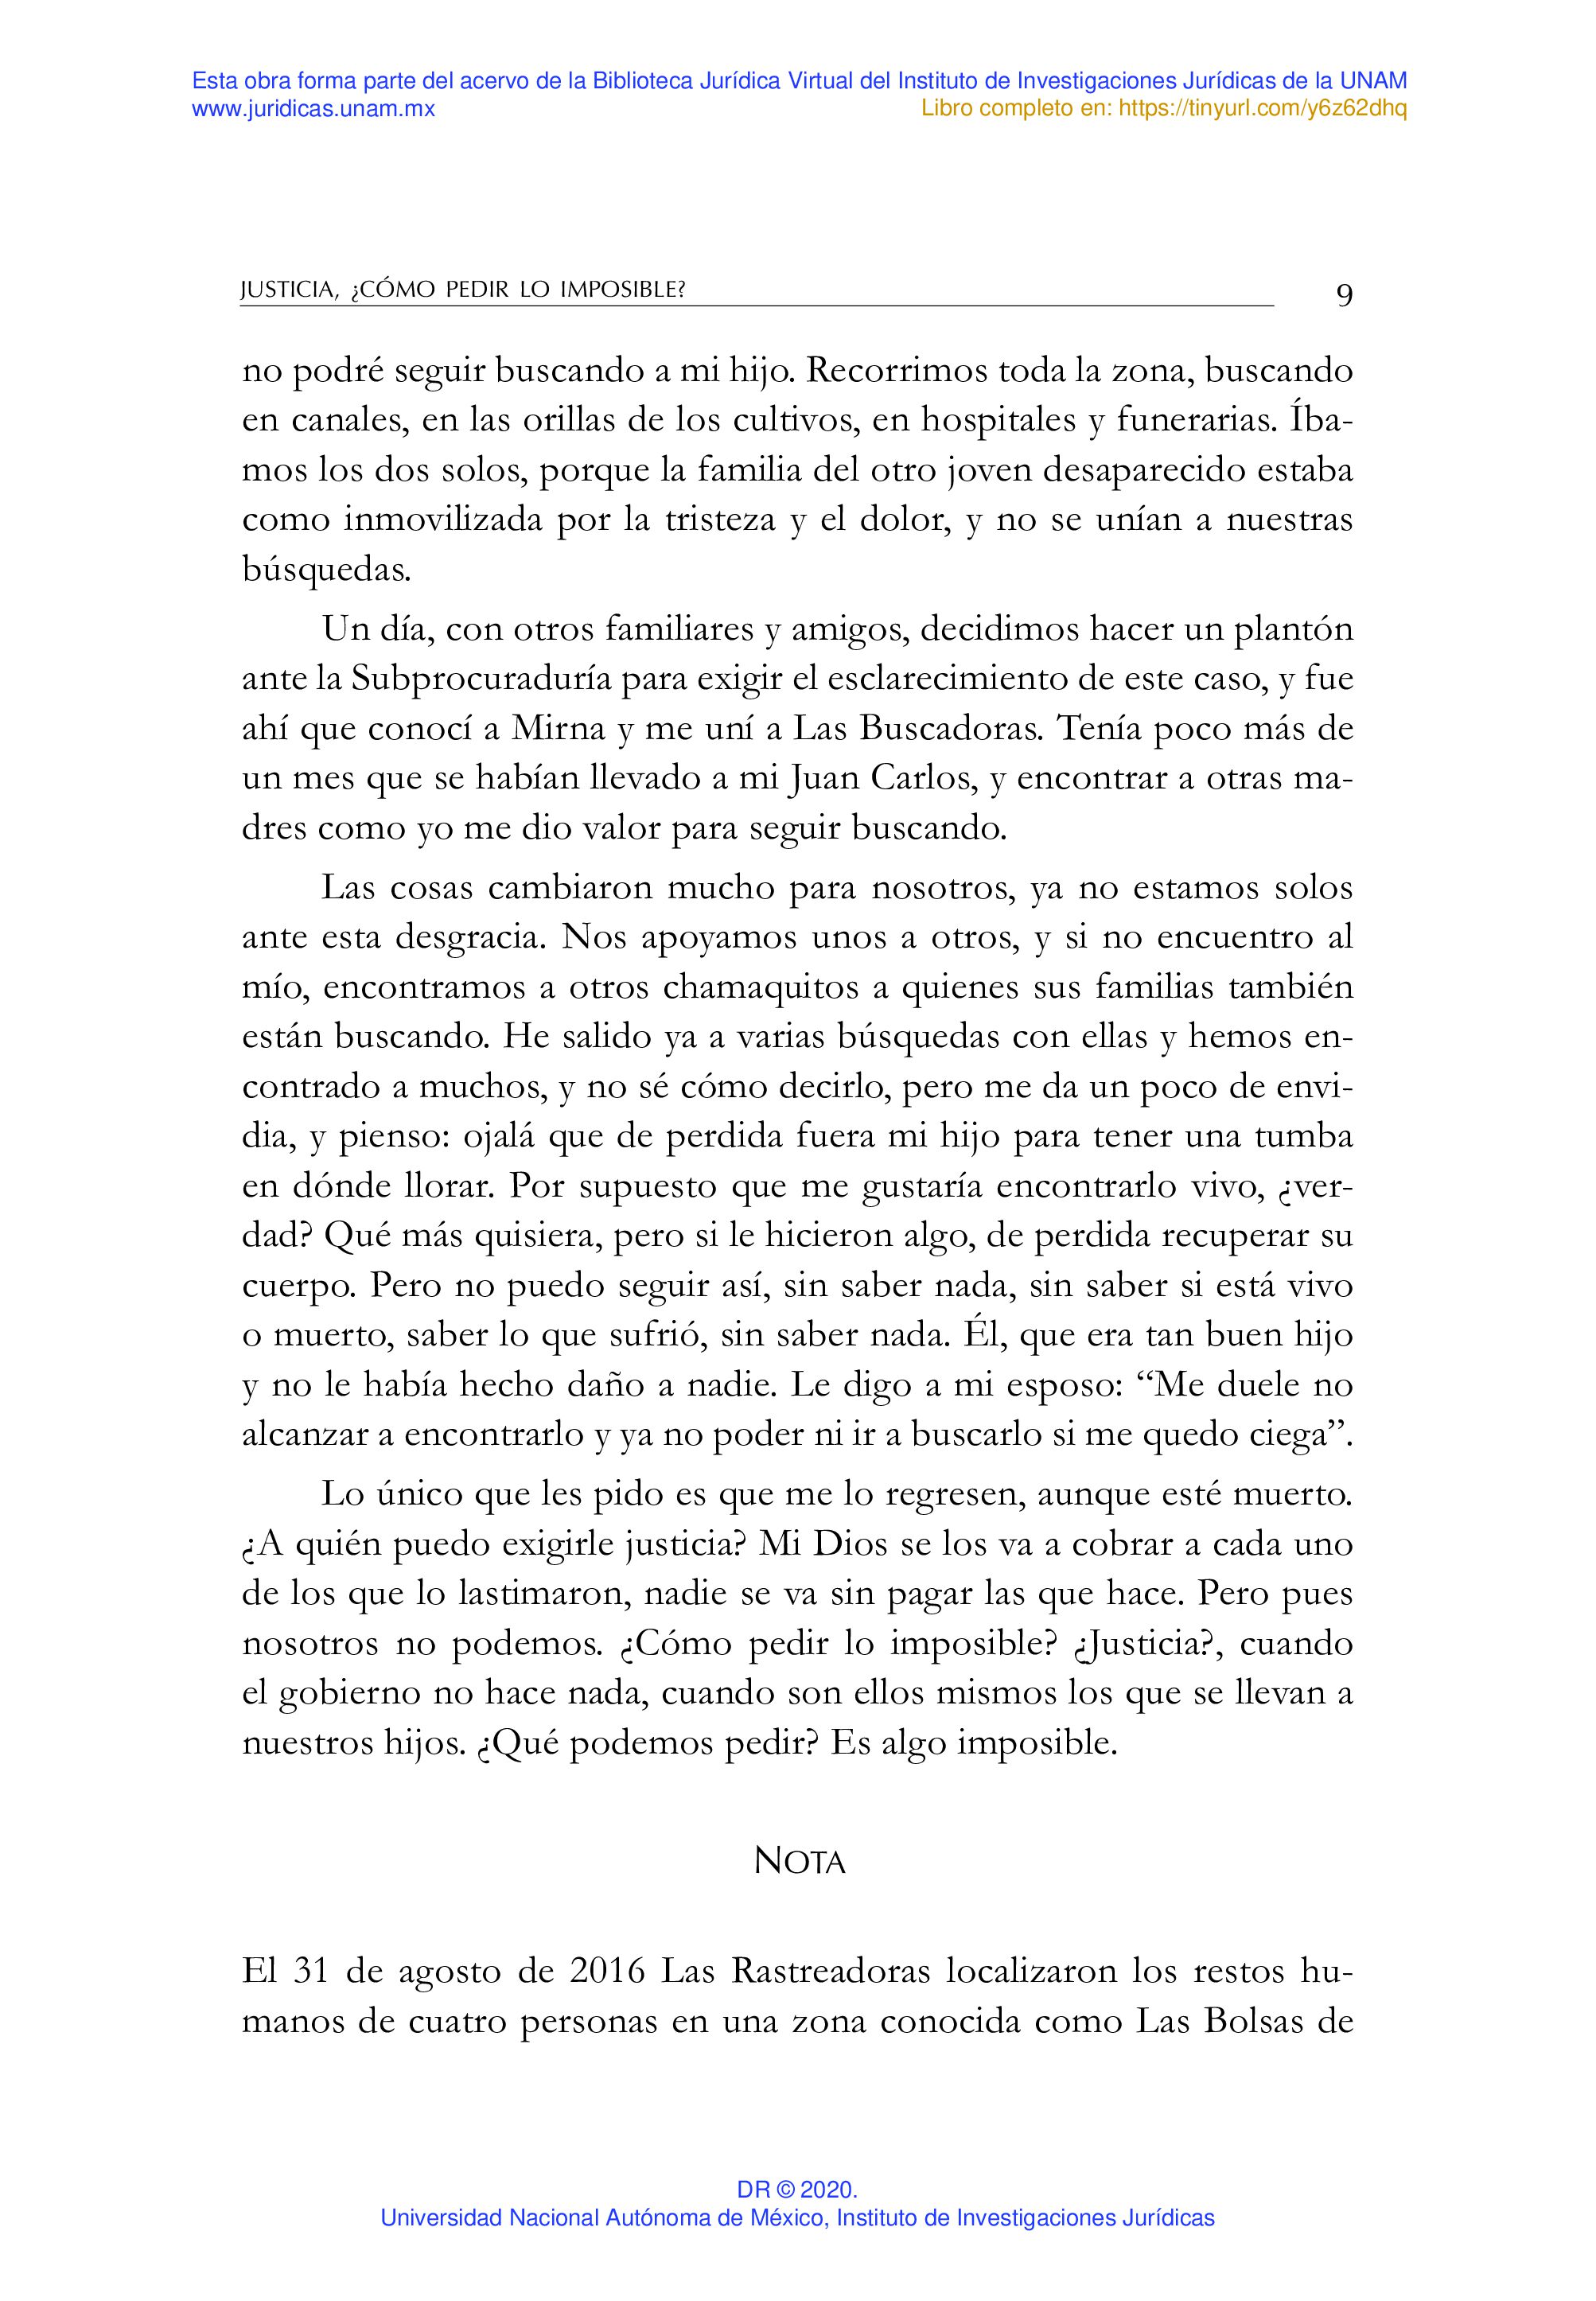 Esta obra forma parte del acervo de la Biblioteca Jurídica Virtual del Instituto de Investigaciones Jurídicas de la UNAM
www.juridicas.unam.mx
Libro completo en: https://tinyurl.com/y6z62dhq
JUSTICIA, ¿CÓMO PEDIR LO IMPOSIBLE?
9
no podré seguir buscando a mi hijo. Recorrimos toda la zona, buscando
en canales, en las orillas de los cultivos, en hospitales y funerarias. Íba-
mos los dos solos, porque la familia del otro joven desaparecido estaba
como inmovilizada por la tristeza y el dolor, y no se unían a nuestras
búsquedas.
Un día, con otros familiares y amigos, decidimos hacer un plantón
ante la Subprocuraduría para exigir el esclarecimiento de este caso, y fue
ahí que conocí a Mirna y me uní a Las Buscadoras. Tenía poco más de
un mes que se habían llevado a mi Juan Carlos, y encontrar a otras ma-
dres como yo me dio valor para seguir buscando.
Las cosas cambiaron mucho para nosotros, ya no estamos solos
ante esta desgracia. Nos apoyamos unos a otros, y si no encuentro al
mío, encontramos a otros chamaquitos a quienes sus familias también
están buscando. He salido ya a varias búsquedas con ellas y hemos en-
contrado a muchos, y no sé cómo decirlo, pero me da un poco de envi-
dia, y pienso: ojalá que de perdida fuera mi hijo para tener una tumba
en dónde llorar. Por supuesto que me gustaría encontrarlo vivo, ¿ver-
dad? Qué más quisiera, pero si le hicieron algo, de perdida recuperar su
cuerpo. Pero no puedo seguir así, sin saber nada, sin saber si está vivo
o muerto, saber lo que sufrió, sin saber nada. Él, que era tan buen hijo
y no le había hecho daño a nadie. Le digo a mi esposo: “Me duele no
alcanzar a encontrarlo y ya no poder ni ir a buscarlo si me quedo ciega”.
Lo único que les pido es que me lo regresen, aunque esté muerto.
¿A quién puedo exigirle justicia? Mi Dios se los va a cobrar a cada uno
de los que lo lastimaron, nadie se va sin pagar las que hace. Pero pues
nosotros no podemos. ¿Cómo pedir lo imposible? ¿Justicia?, cuando
el gobierno no hace nada, cuando son ellos mismos los que se llevan a
nuestros hijos. ¿Qué podemos pedir? Es algo imposible.
NOTA
El 31 de agosto de 2016 Las Rastreadoras localizaron los restos hu-
manos de cuatro personas en una zona conocida como Las Bolsas de
DR © 2020.
Universidad Nacional Autónoma de México, Instituto de Investigaciones Jurídicas